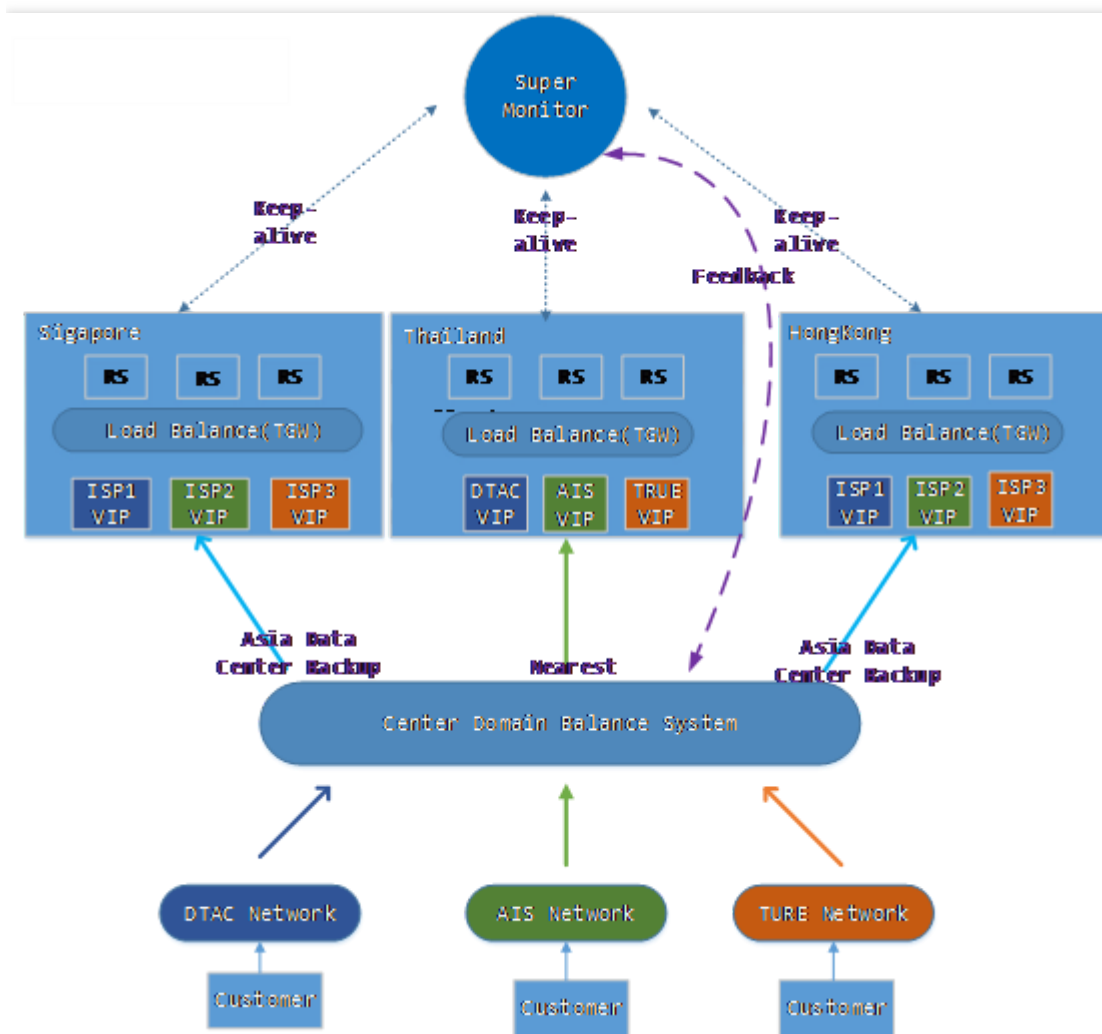 Super
Monitor
Keep-
alive
Keep-
alive
Keep-
alive
Feedback
Sigapore
RS
RS
RS
Load Balance(TGW)
ISP1
VIP
ISP2
VIP
ISP3
VIP
Thailand
RS
RS
RS
Load Balance(TGW)
DTAC
VIP
AIS
VIP
TRUE
VIP
HongKong
RS
RS
RS
Load Balance(TGW)
ISP1
VIP
ISP2
VIP
ISP3
VIP
Asia Data
Center Backup
Nearest
Asia Data
Center Backup
Center Domain Balance System
DTAC Network
AIS Network
TURE Network
Customer
Customer
Customer